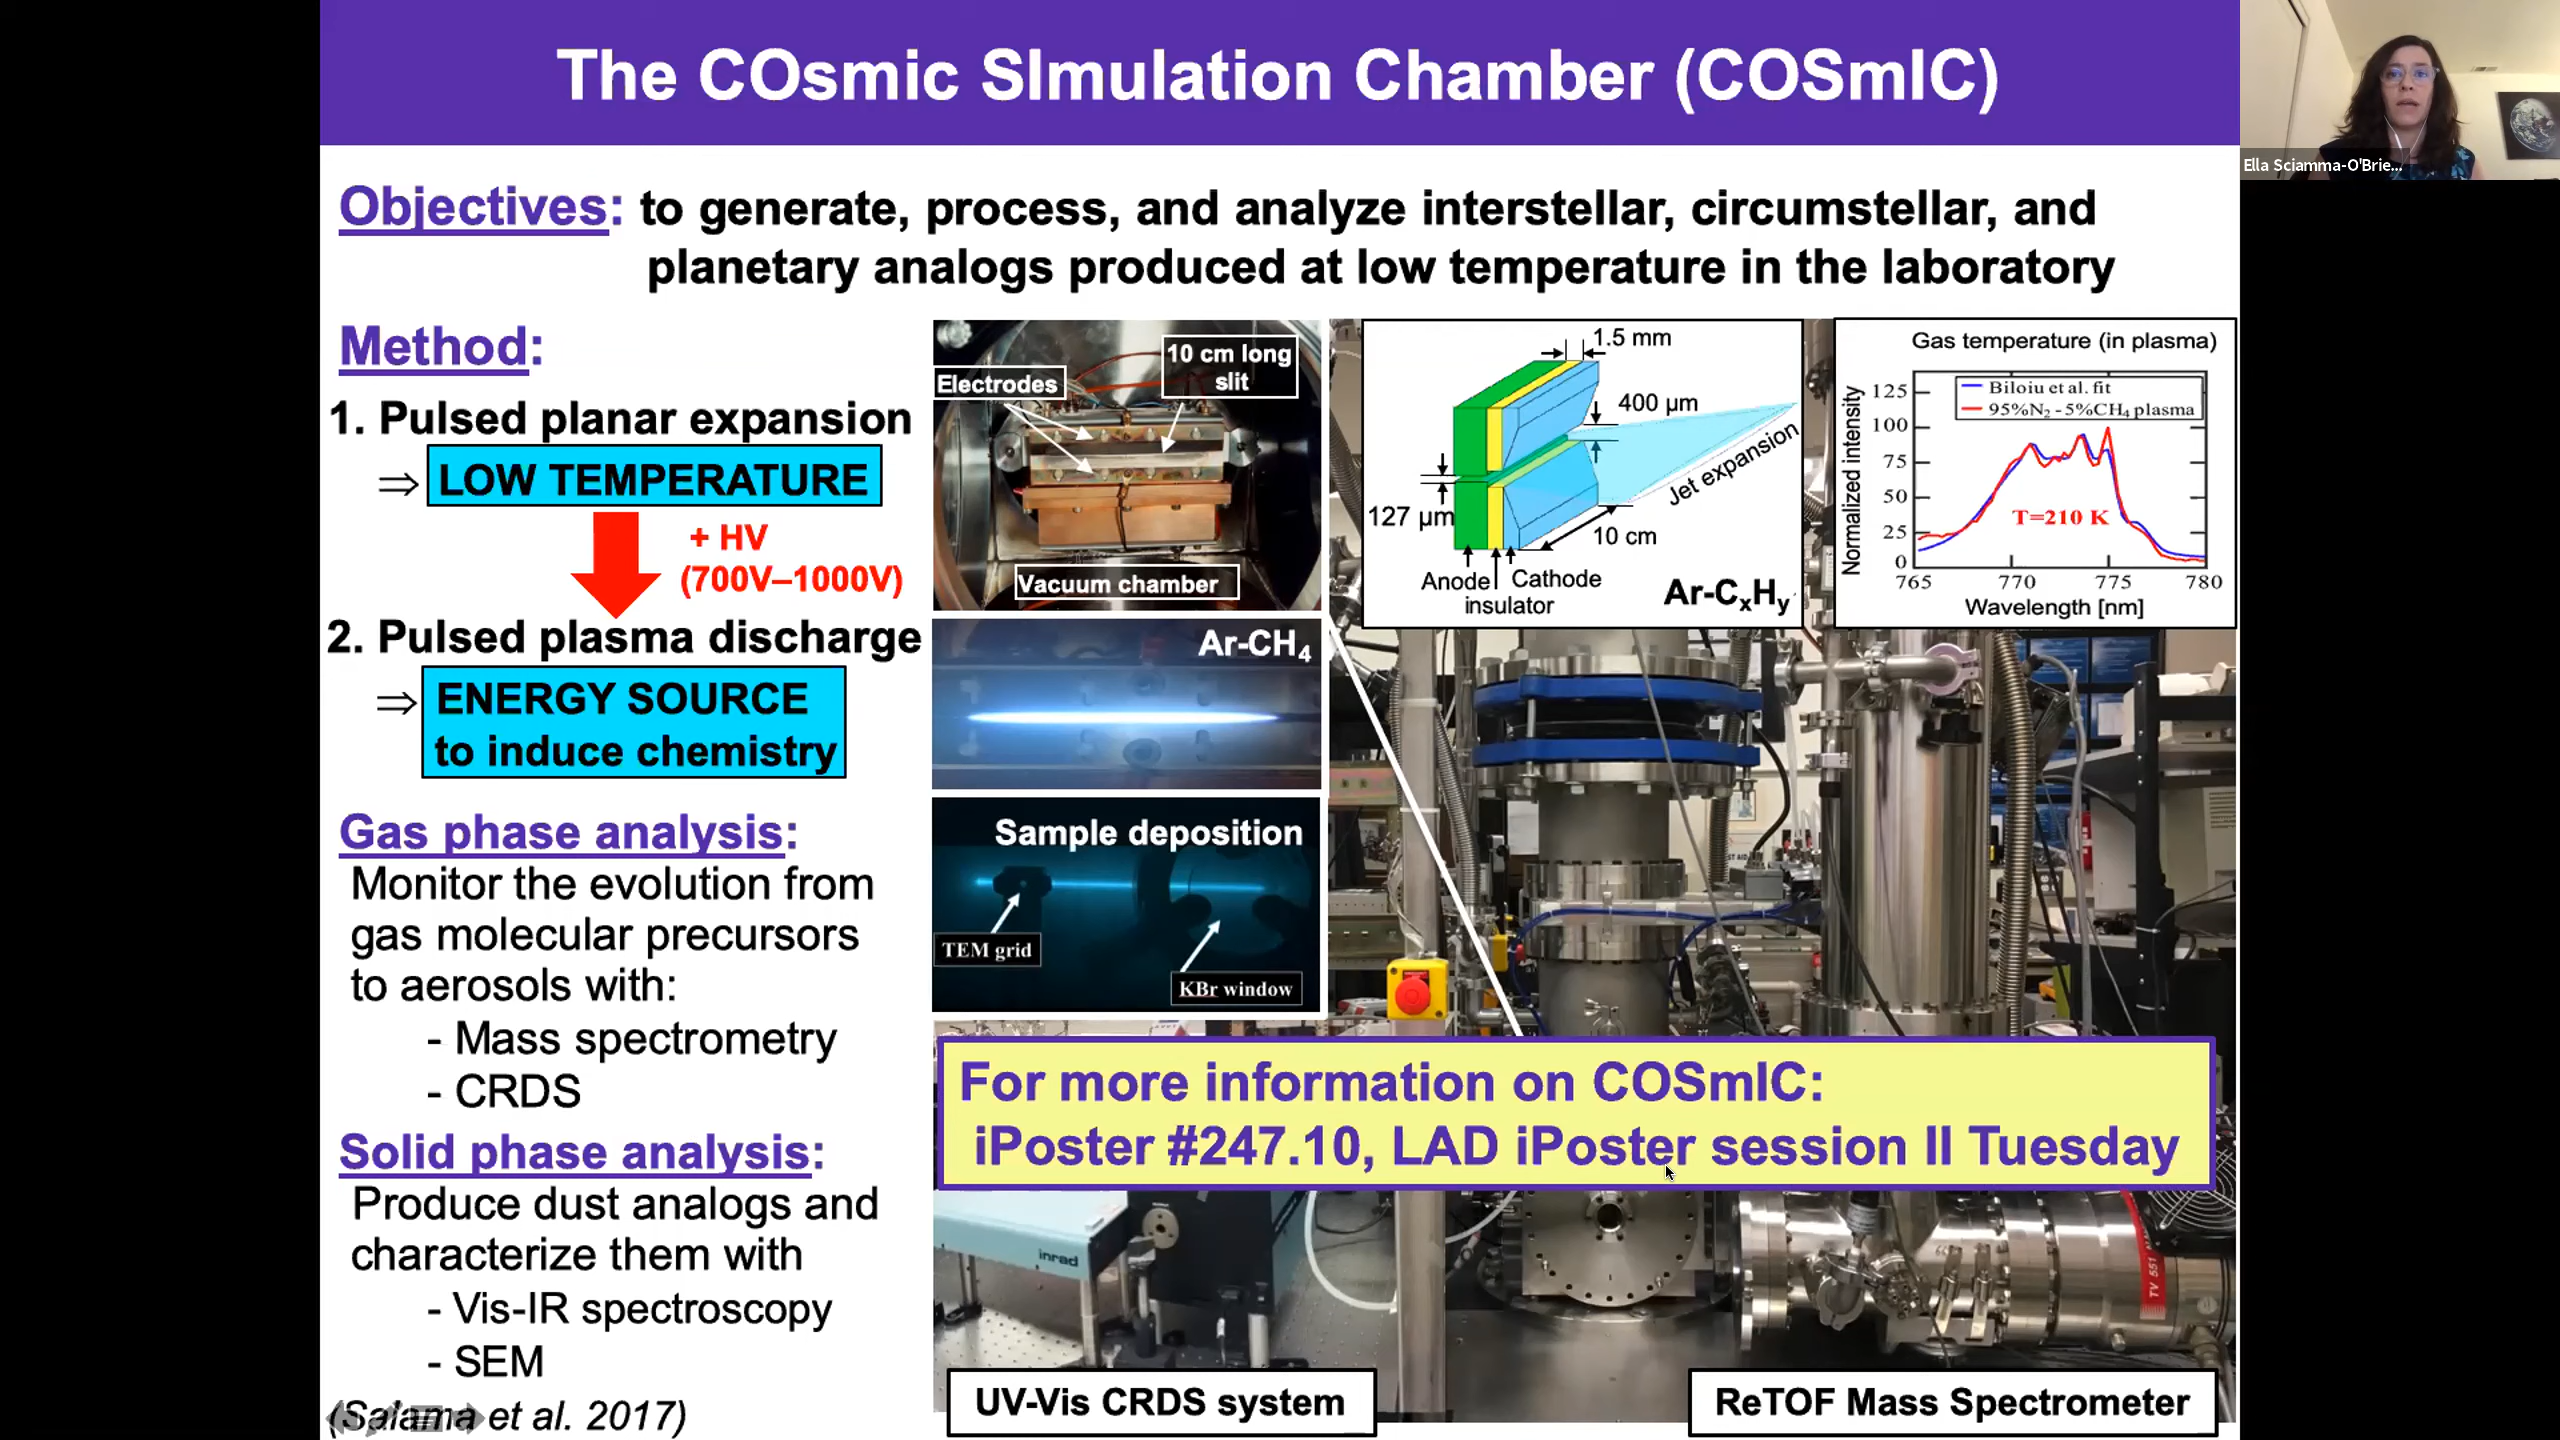 The COsmic SImulation Chamber (COSmIC)
Ella Sciamma-O'Brie...
Objectives: to generate, process, and analyze interstellar, circumstellar, and
planetary analogs produced at low temperature in the laboratory
Method:
1. Pulsed planar expansion
⇒ LOW TEMPERATURE
+ HV
(700V–1000V)
2. Pulsed plasma discharge
⇒ ENERGY SOURCE
to induce chemistry
Gas phase analysis:
Monitor the evolution from
gas molecular precursors
to aerosols with:
- Mass spectrometry
- CRDS
Solid phase analysis:
Produce dust analogs and
characterize them with
- Vis-IR spectroscopy
- SEM
(Salama et al. 2017)
Electrodes
10 cm long
slit
Vacuum chamber
Ar-CH4
Sample deposition
TEM grid
KBr window
1.5 mm
400 µm
Jet expansion
127 µm
10 cm
Anode
Cathode
insulator
Ar-CxHy
Gas temperature (in plasma)
Normalized intensity
Biloiu et al. fit
95%N2 - 5%CH4 plasma
125
100
75
50
25
0
T=210 K
765
770
775
780
Wavelength [nm]
For more information on COSmIC:
iPoster #247.10, LAD iPoster session II Tuesday
inrad
TV 551
UV-Vis CRDS system
ReTOF Mass Spectrometer